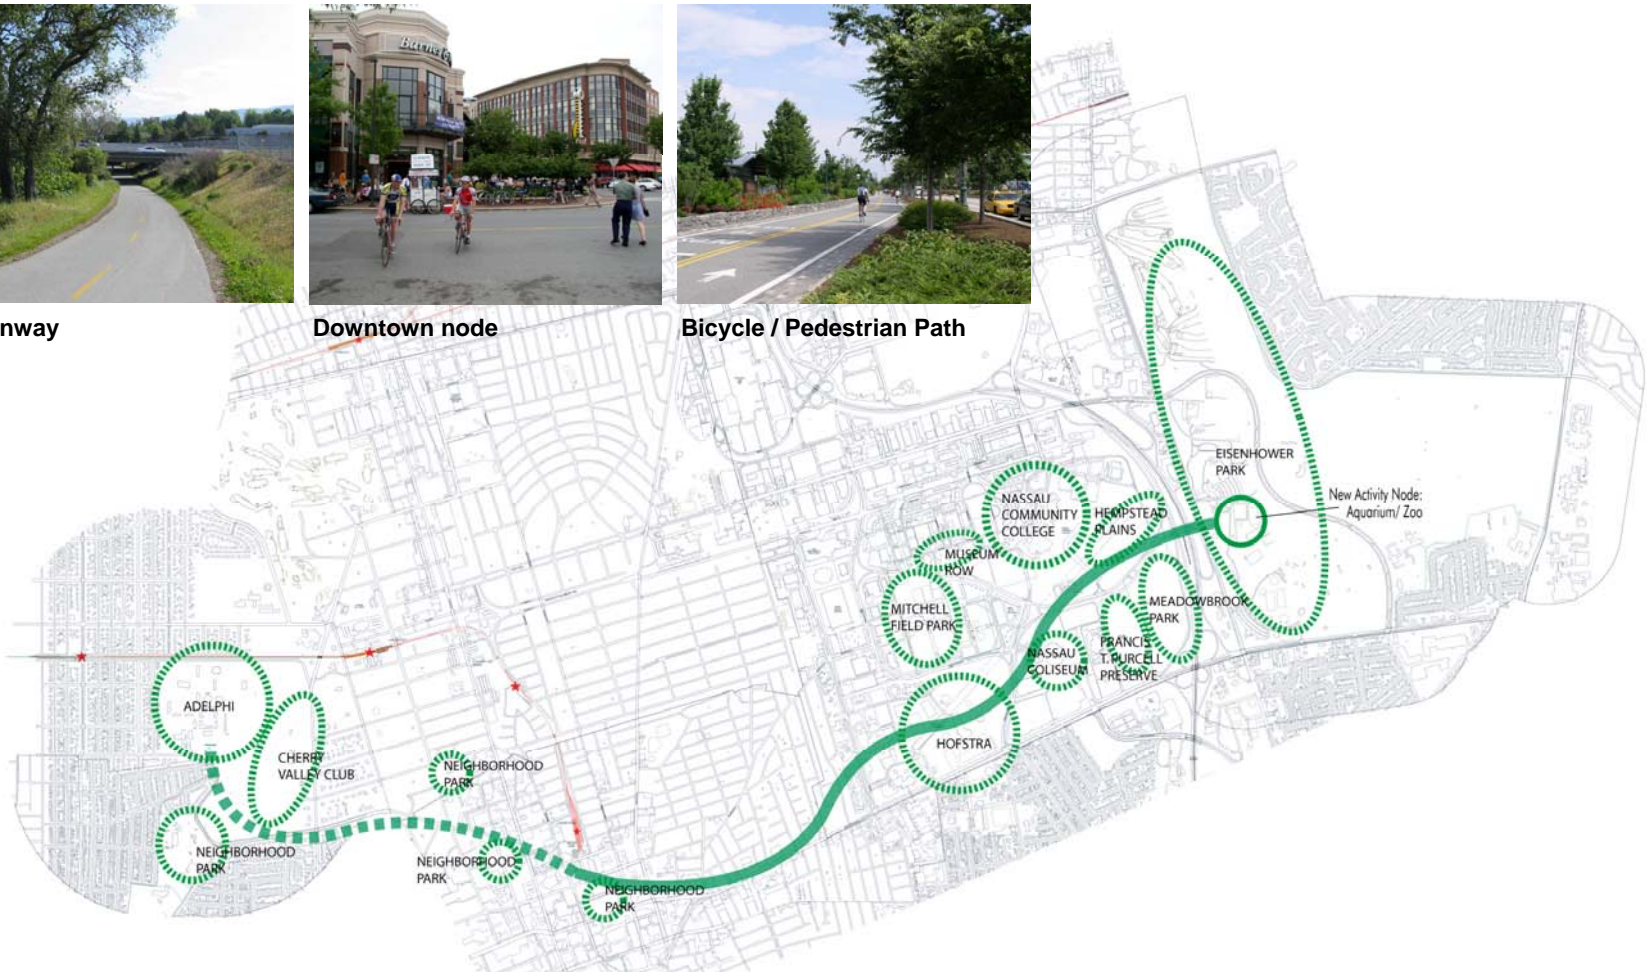 Barnes &
nway
Downtown node
Bicycle / Pedestrian Path
EISENHOWER
PARK
New Activity Node:
Aquarium/ Zoo
NASSAU
COMMUNITY
COLLEGE
HEMPSTEAD
PLAINS
MUSEUM
ROW
MITCHELL
FIELD PARK
MEADOWBROOK
PARK
FRANCIS
T. PURCELL
PRESERVE
NASSAU
COLISEUM
HOFSTRA
ADELPHI
CHERRY
VALLEY CLUB
NEIGHBORHOOD
PARK
NEIGHBORHOOD
PARK
NEIGHBORHOOD
PARK
NEIGHBORHOOD
PARK